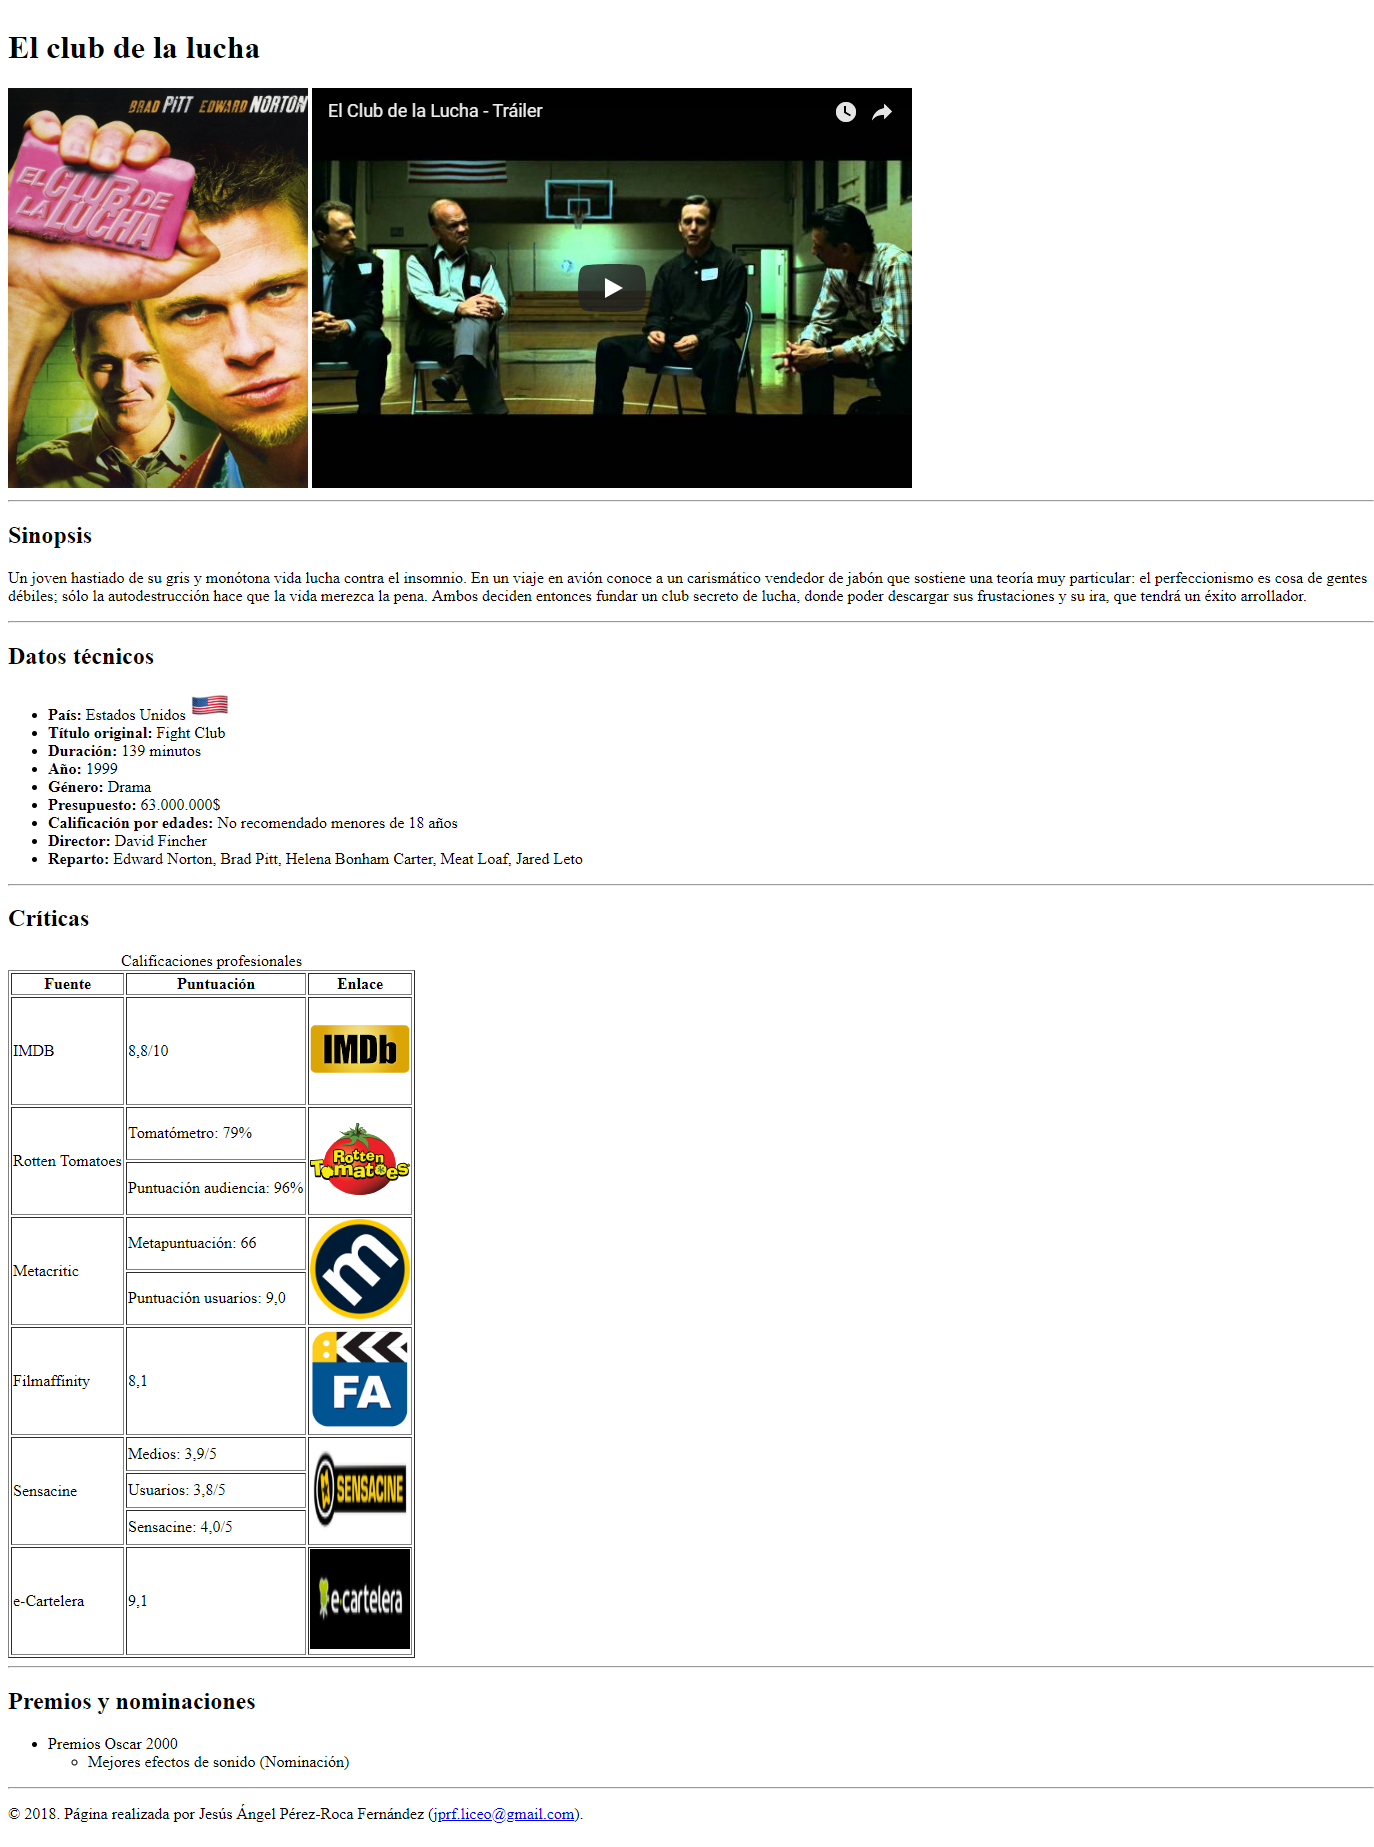 El club de la lucha
BRAD PITT EDWARD NORTON
EL CLUB DE
LA LUCHA
El Club de la Lucha - Tráiler
Sinopsis
Un joven hastiado de su gris y monótona vida lucha contra el insomnio. En un viaje en avión conoce a un carismático vendedor de jabón que sostiene una teoría muy particular: el perfeccionismo es cosa de gentes
débiles; sólo la autodestrucción hace que la vida merezca la pena. Ambos deciden entonces fundar un club secreto de lucha, donde poder descargar sus frustaciones y su ira, que tendrá un éxito arrollador.
Datos técnicos
• País: Estados Unidos
• Título original: Fight Club
• Duración: 139 minutos
• Año: 1999
• Género: Drama
• Presupuesto: 63.000.000$
• Calificación por edades: No recomendado menores de 18 años
• Director: David Fincher
• Reparto: Edward Norton, Brad Pitt, Helena Bonham Carter, Meat Loaf, Jared Leto
Críticas
Calificaciones profesionales
Fuente Puntuación Enlace
IMDB 8,8/10 IMDb
Rotten Tomatoes
Tomatómetro: 79%
Puntuación audiencia: 96%
Rotten
Tomatoes
Metacritic
Metapuntuación: 66
Puntuación usuarios: 9,0
m
Filmaffinity 8,1 FA
Sensacine
Medios: 3,9/5
Usuarios: 3,8/5
Sensacine: 4,0/5
SENSACINE
e-Cartelera 9,1 e·cartelera
Premios y nominaciones
• Premios Oscar 2000
◦ Mejores efectos de sonido (Nominación)
© 2018. Página realizada por Jesús Ángel Pérez-Roca Fernández (jprf.liceo@gmail.com).